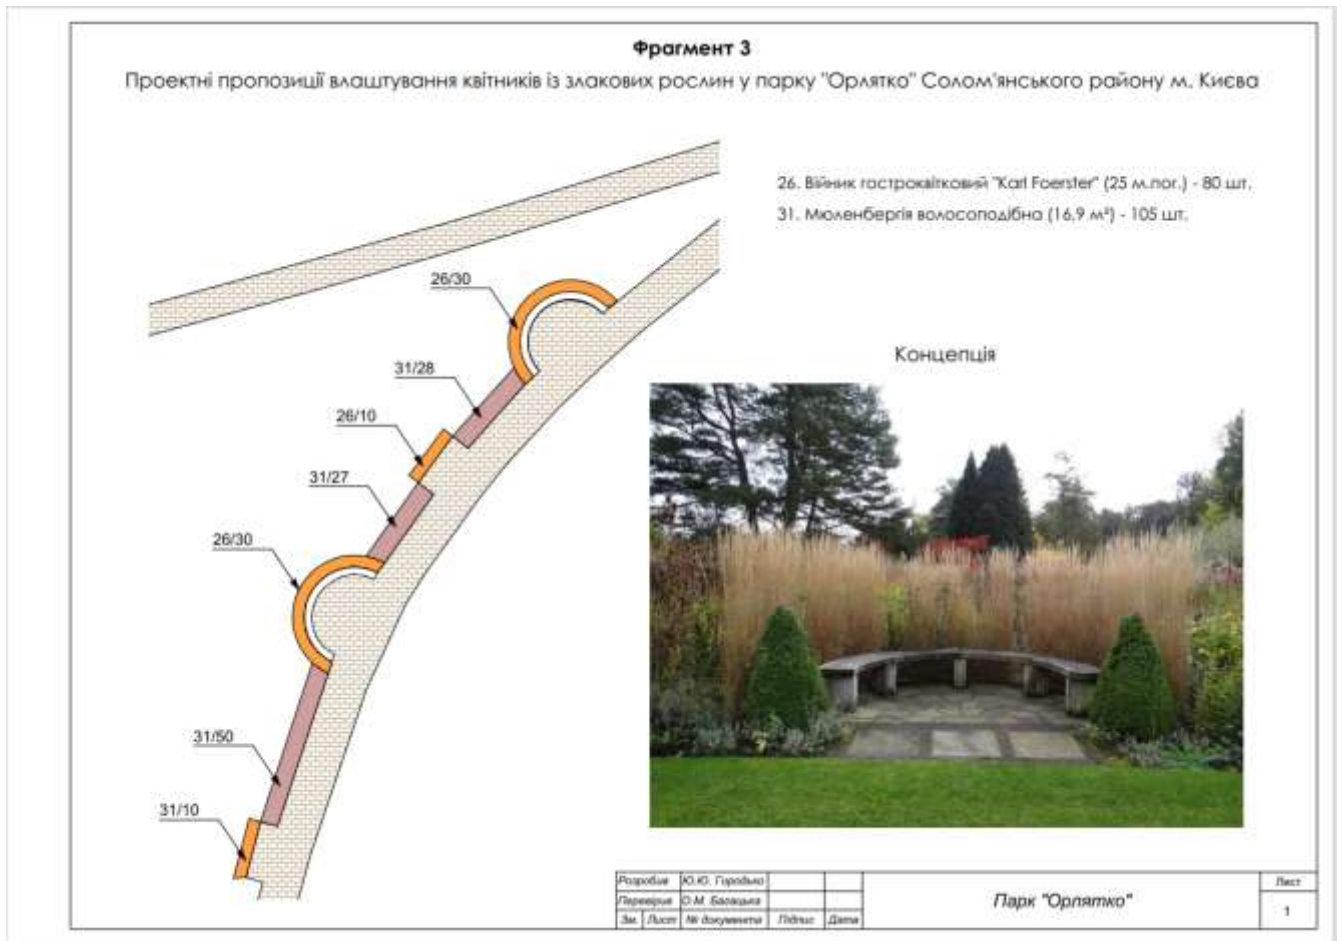 Фрагмент 3
Проектні пропозиції влаштування квітників із злакових рослин у парку "Орлятко" Солом'янського району м. Києва
26. Війник гостроквітковий "Karl Foerster" (25 м.пог.) - 80 шт.
31. Мюленбергія волосоподібна (16,9 м²) - 105 шт.
26/30
31/28
26/10
31/27
26/30
31/50
31/10
Концепція
Розробив Ю.Ю. Городько
Перевірив О.М. Багацька
Зм. Лист № документа Підпис Дата
Парк "Орлятко"
Лист
1